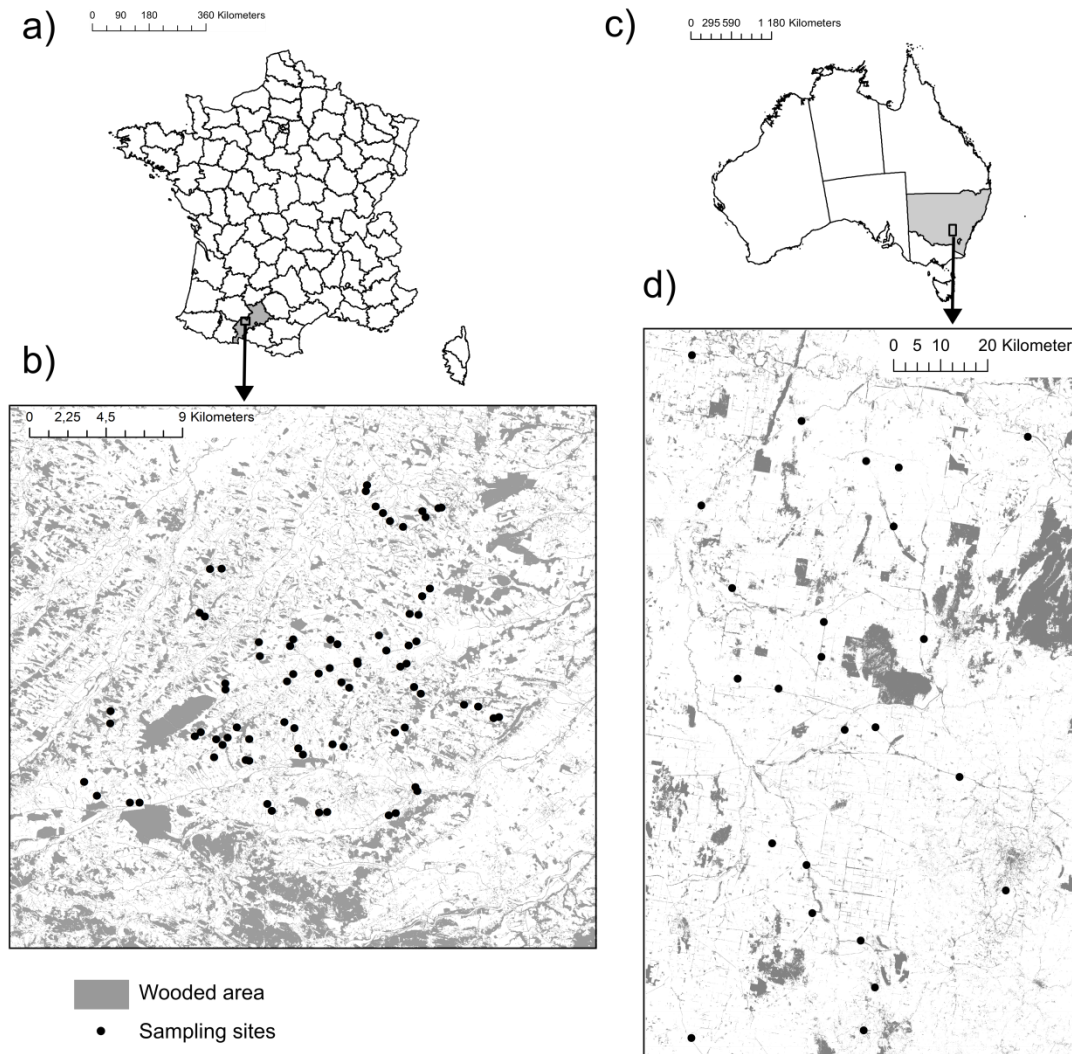 a)
0 90 180 360 Kilometers
c)
0 295 590 1 180 Kilometers
b)
0 2,25 4,5 9 Kilometers
d)
0 5 10 20 Kilometer
Wooded area
Sampling sites